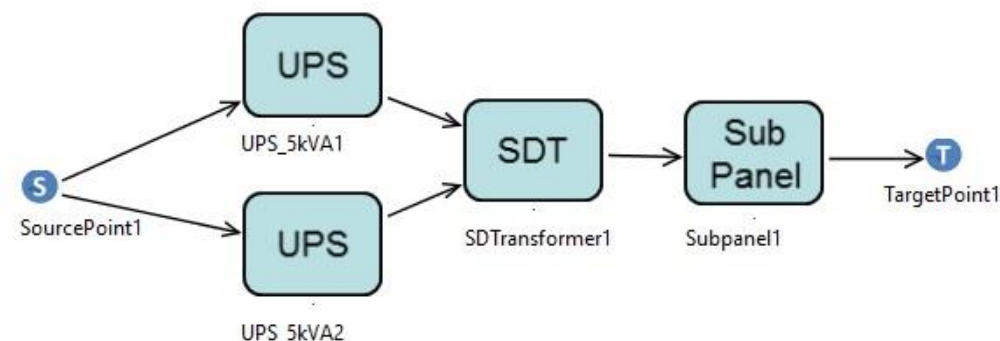 UPS
UPS_5kVA1
S
SourcePoint1
UPS
UPS_5kVA2
SDT
SDTransformer1
Sub
Panel
Subpanel1
T
TargetPoint1